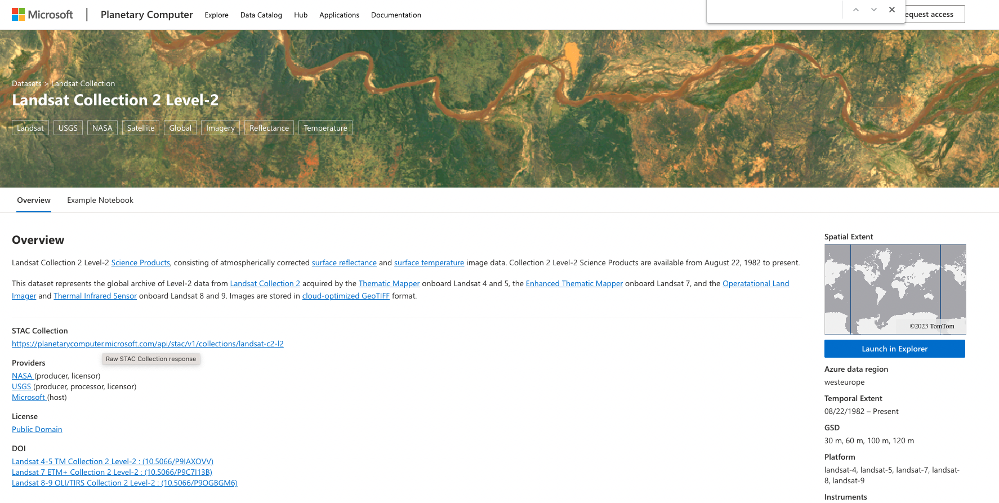 Microsoft
Planetary Computer
Explore
Data Catalog
Hub
Applications
Documentation
equest access
Datasets > Landsat Collection
Landsat Collection 2 Level-2
Landsat
USGS
NASA
Satellite
Global
Imagery
Reflectance
Temperature
Overview
Example Notebook
Overview
Landsat Collection 2 Level-2 Science Products, consisting of atmospherically corrected surface reflectance and surface temperature image data. Collection 2 Level-2 Science Products are available from August 22, 1982 to present.
This dataset represents the global archive of Level-2 data from Landsat Collection 2 acquired by the Thematic Mapper onboard Landsat 4 and 5, the Enhanced Thematic Mapper onboard Landsat 7, and the Operatational Land
Imager and Thermal Infrared Sensor onboard Landsat 8 and 9. Images are stored in cloud-optimized GeoTIFF format.
STAC Collection
https://planetarycomputer.microsoft.com/api/stac/v1/collections/landsat-c2-l2
Raw STAC Collection response
Providers
NASA (producer, licensor)
USGS (producer, processor, licensor)
Microsoft (host)
License
Public Domain
DOI
Landsat 4-5 TM Collection 2 Level-2 : (10.5066/P9IAXOVV)
Landsat 7 ETM+ Collection 2 Level-2 : (10.5066/P9C7I13B)
Landsat 8-9 OLI/TIRS Collection 2 Level-2 : (10.5066/P9OGBGM6)
Spatial Extent
©2023 TomTom
Launch in Explorer
Azure data region
westeurope
Temporal Extent
08/22/1982 – Present
GSD
30 m, 60 m, 100 m, 120 m
Platform
landsat-4, landsat-5, landsat-7, landsat-
8, landsat-9
Instruments